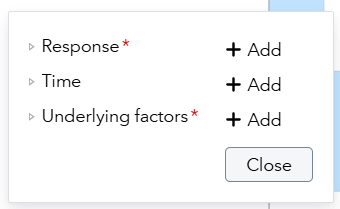 Response * + Add
Time + Add
Underlying factors * + Add
Close